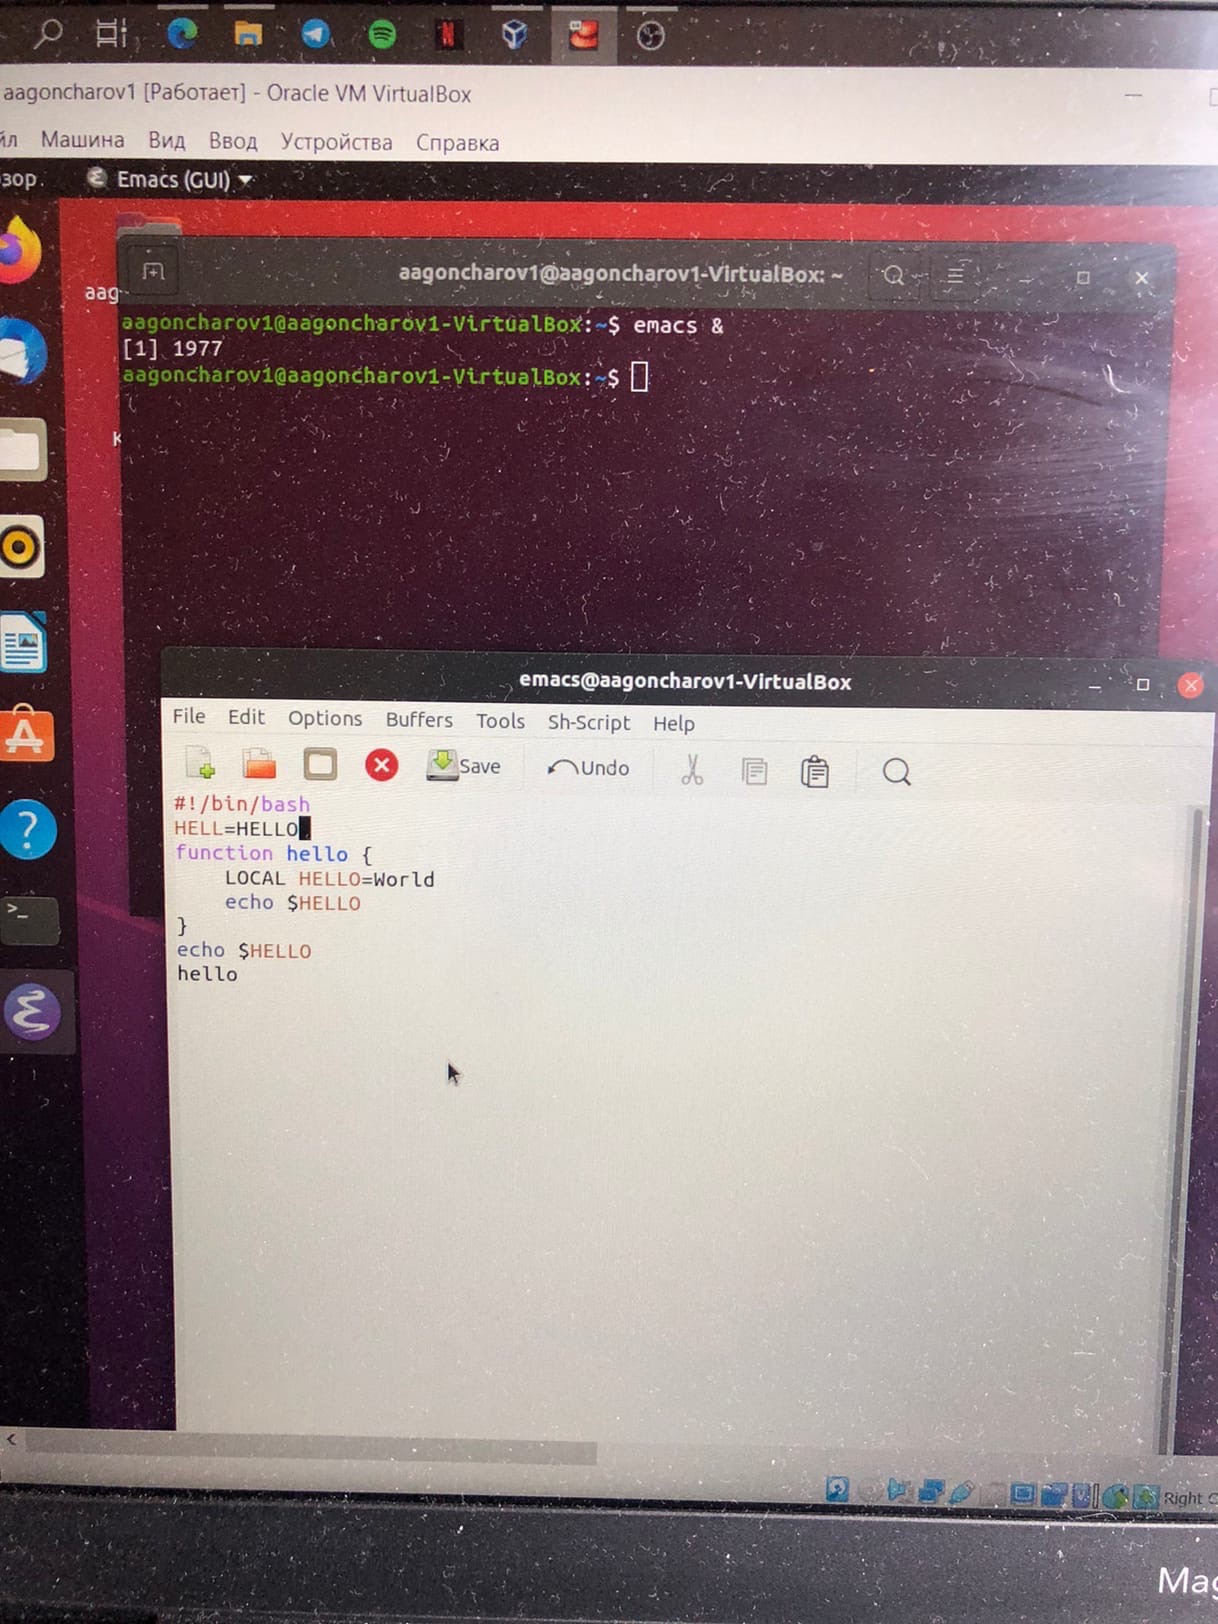 aagoncharov1 [Работает] - Oracle VM VirtualBox
йл Машина Вид Ввод Устройства Справка
зор. Emacs (GUI)
aagoncharov1@aagoncharov1-VirtualBox: ~
aag
aagoncharov1@aagoncharov1-VirtualBox:~$ emacs &
[1] 1977
aagoncharov1@aagoncharov1-VirtualBox:~$
emacs@aagoncharov1-VirtualBox
File Edit Options Buffers Tools Sh-Script Help
Save Undo
#!/bin/bash
HELL=HELLO
function hello {
LOCAL HELLO=World
echo $HELLO
}
echo $HELLO
hello
Right C
Mag